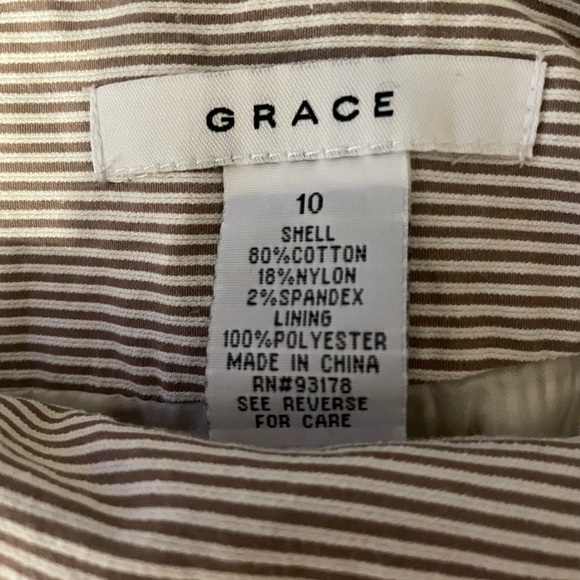 GRACE
10
SHELL
80%COTTON
18%NYLON
2%SPANDEX
LINING
100%POLYESTER
MADE IN CHINA
RN#93178
SEE REVERSE
FOR CARE